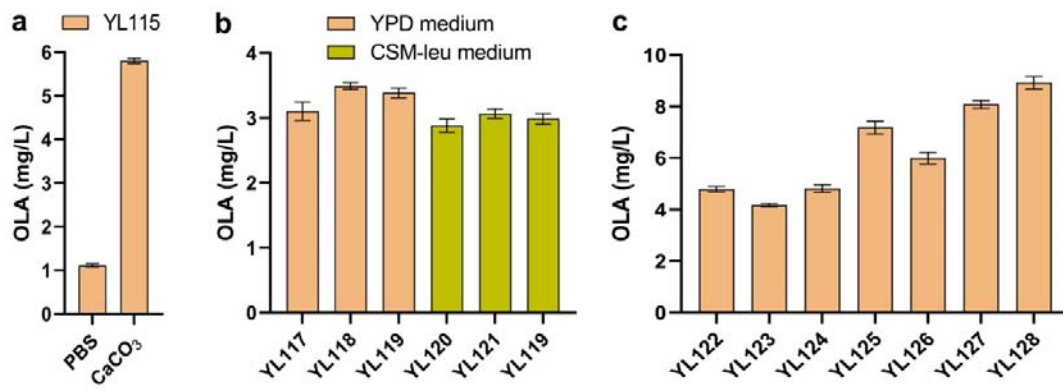 a
YL115
OLA (mg/L)
6
5
4
3
2
1
0
PBS
CaCO₃
b
YPD medium
CSM-leu medium
OLA (mg/L)
4
3
2
1
0
YL117
YL118
YL119
YL120
YL121
YL119
c
OLA (mg/L)
10
8
6
4
2
0
YL122
YL123
YL124
YL125
YL126
YL127
YL128